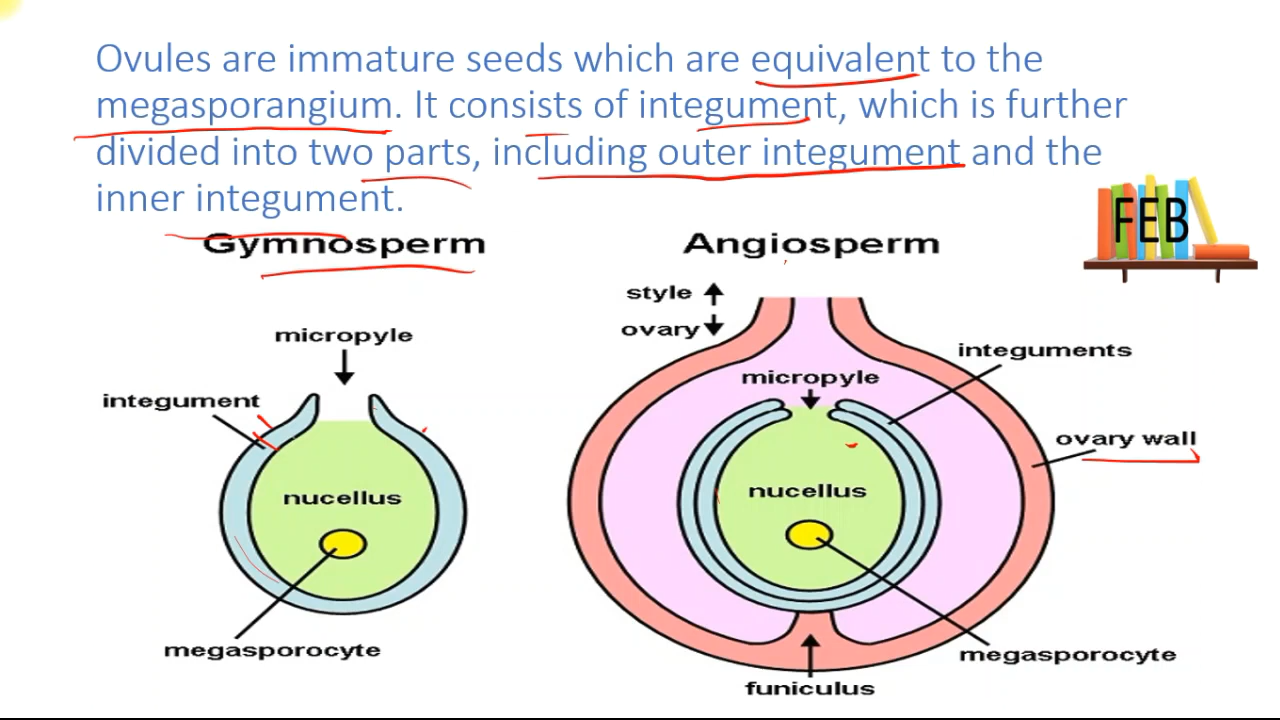 Ovules are immature seeds which are equivalent to the
megasporangium. It consists of integument, which is further
divided into two parts, including outer integument and the
inner integument.
FEB
Gymnosperm
Angiosperm
style
ovary
micropyle
integument
nucellus
megasporocyte
micropyle
integuments
ovary wall
nucellus
megasporocyte
funiculus